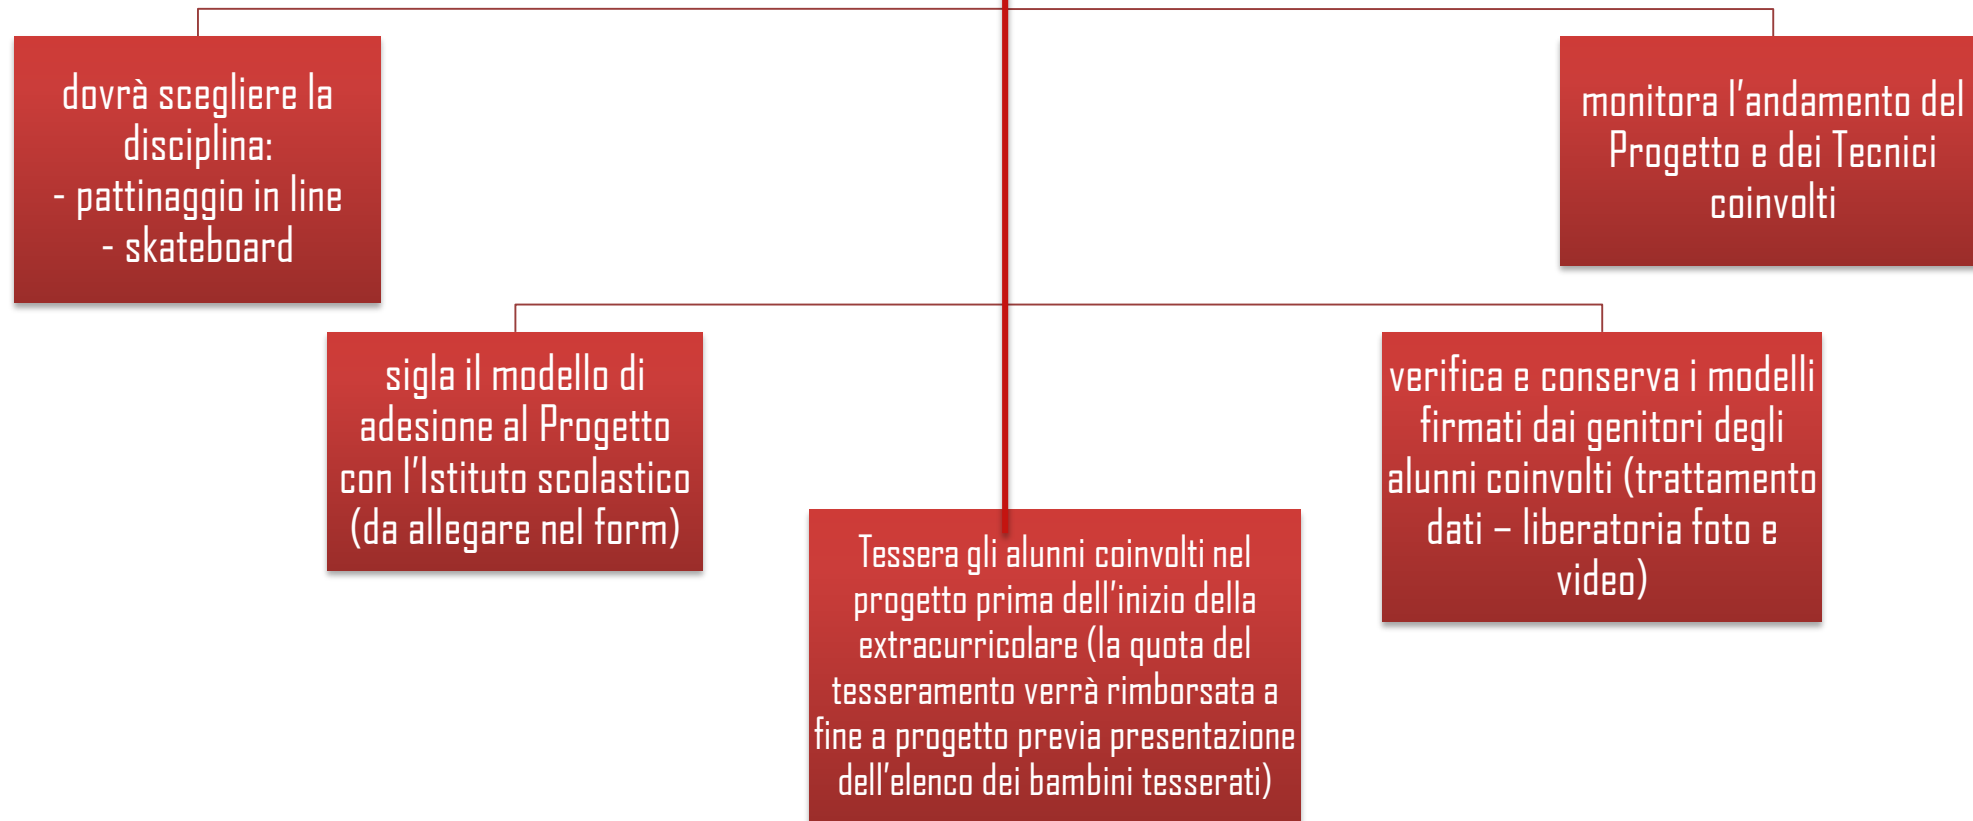 dovrà scegliere la
disciplina:
- pattinaggio in line
- skateboard
monitora l'andamento del
Progetto e dei Tecnici
coinvolti
sigla il modello di
adesione al Progetto
con l'Istituto scolastico
(da allegare nel form)
verifica e conserva i modelli
firmati dai genitori degli
alunni coinvolti (trattamento
dati – liberatoria foto e
video)
Tessera gli alunni coinvolti nel
progetto prima dell'inizio della
extracurricolare (la quota del
tesseramento verrà rimborsata a
fine a progetto previa presentazione
dell'elenco dei bambini tesserati)